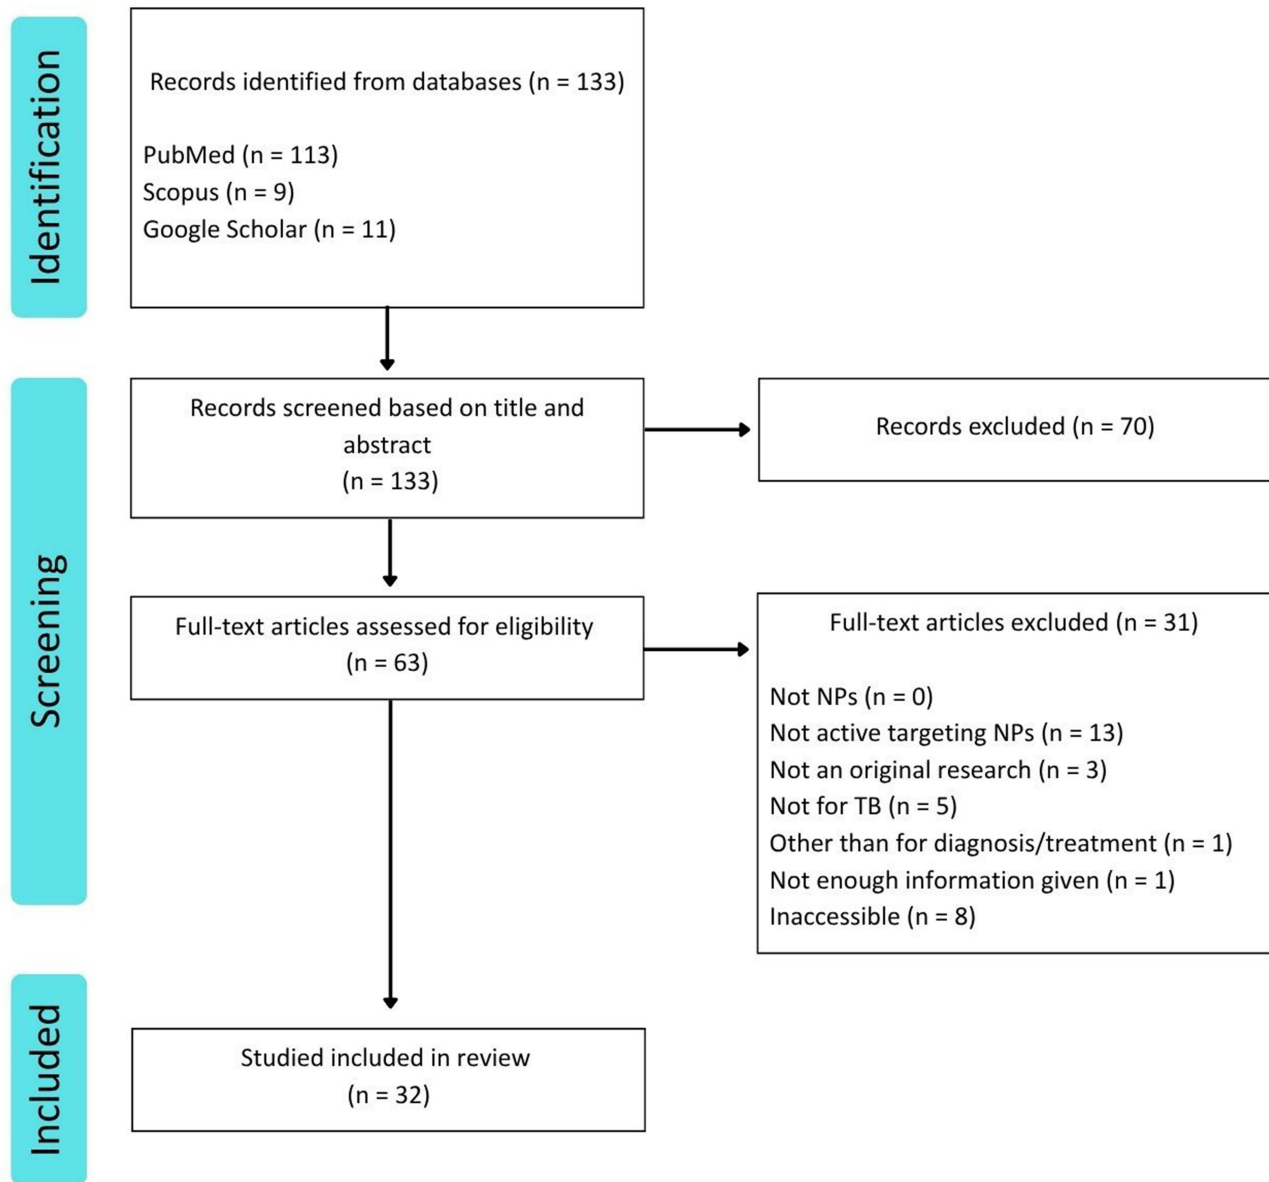 Identification
Records identified from databases (n = 133)
PubMed (n = 113)
Scopus (n = 9)
Google Scholar (n = 11)
Screening
Records screened based on title and
abstract
(n = 133)
Records excluded (n = 70)
Full-text articles assessed for eligibility
(n = 63)
Full-text articles excluded (n = 31)
Not NPs (n = 0)
Not active targeting NPs (n = 13)
Not an original research (n = 3)
Not for TB (n = 5)
Other than for diagnosis/treatment (n = 1)
Not enough information given (n = 1)
Inaccessible (n = 8)
Included
Studied included in review
(n = 32)